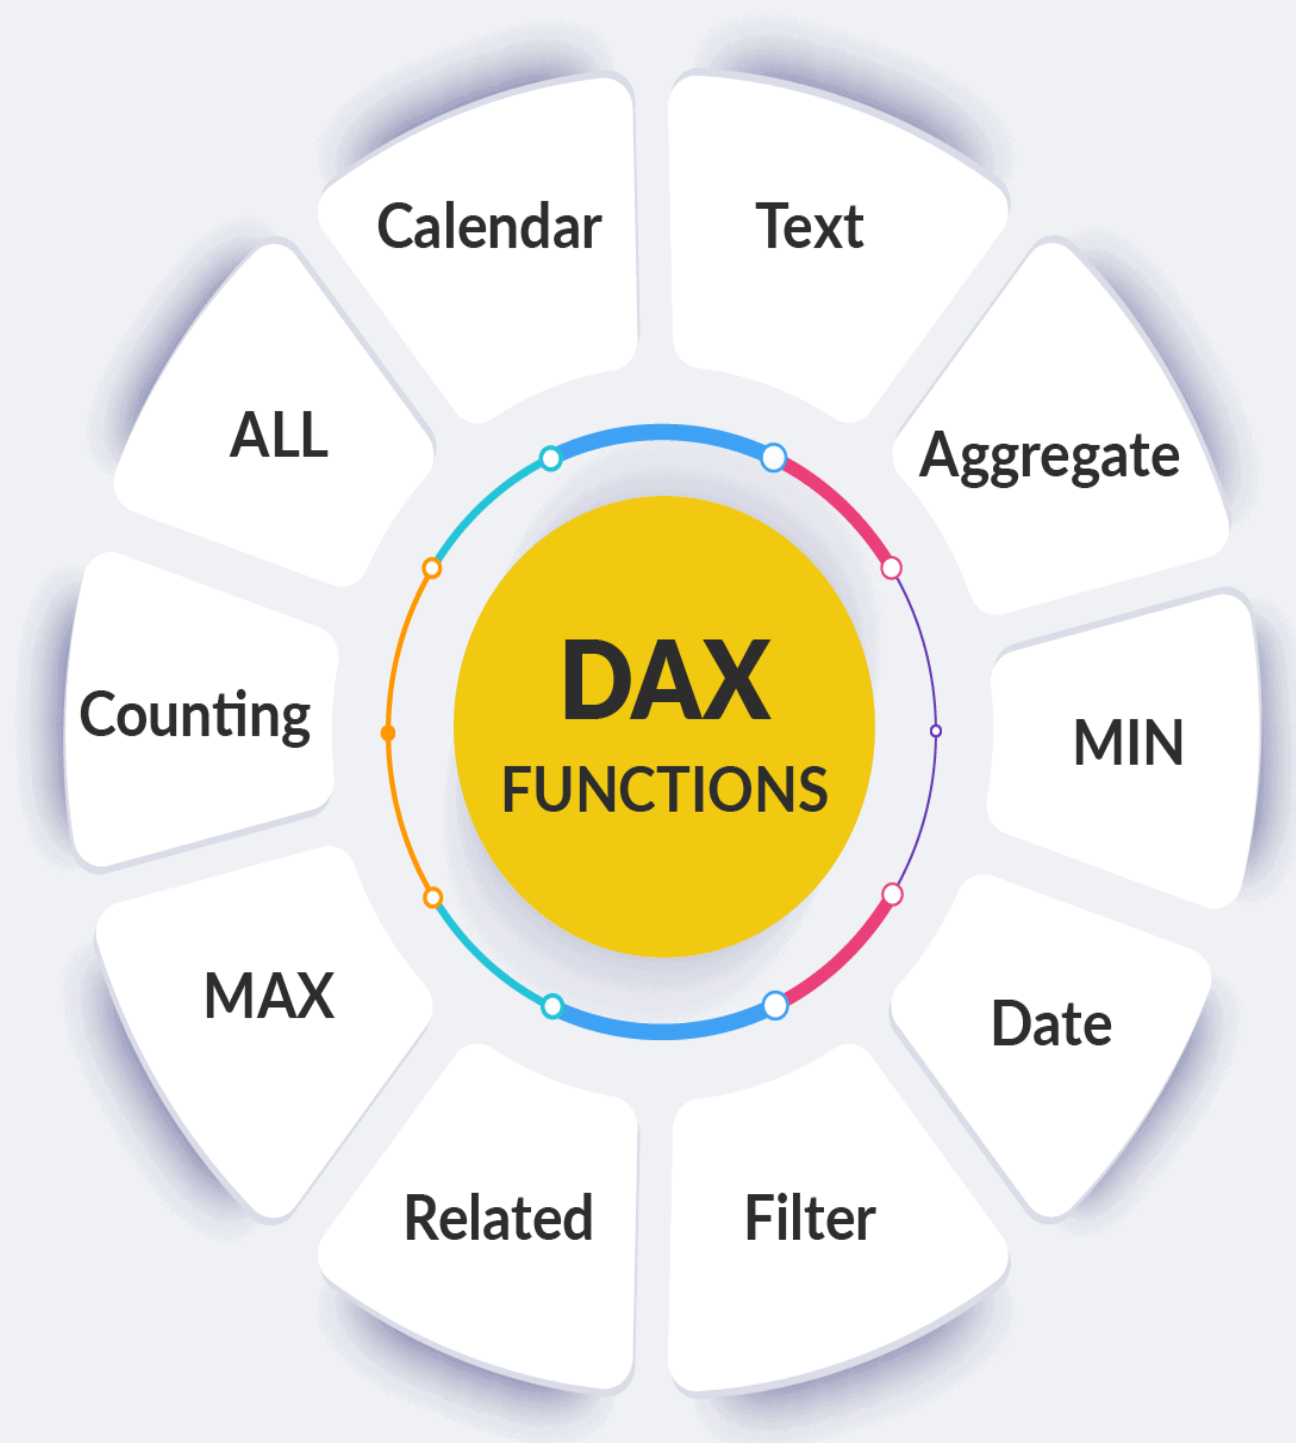 Calendar
Text
ALL
Aggregate
Counting
DAX
FUNCTIONS
MIN
MAX
Date
Related
Filter